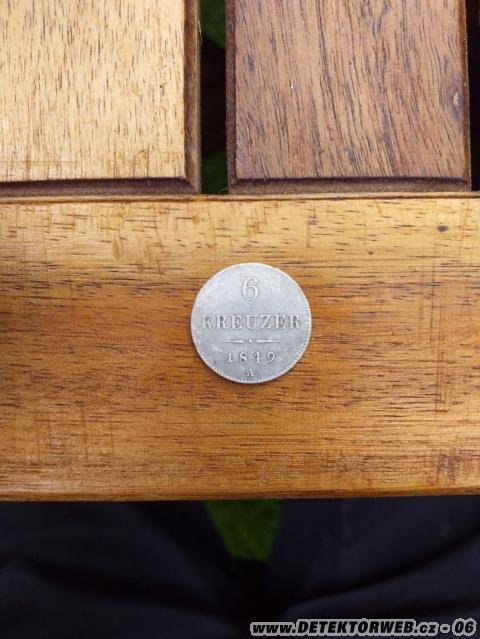 6
KREUZER
1849
A
www.DETEKTORWEB.cz - 06